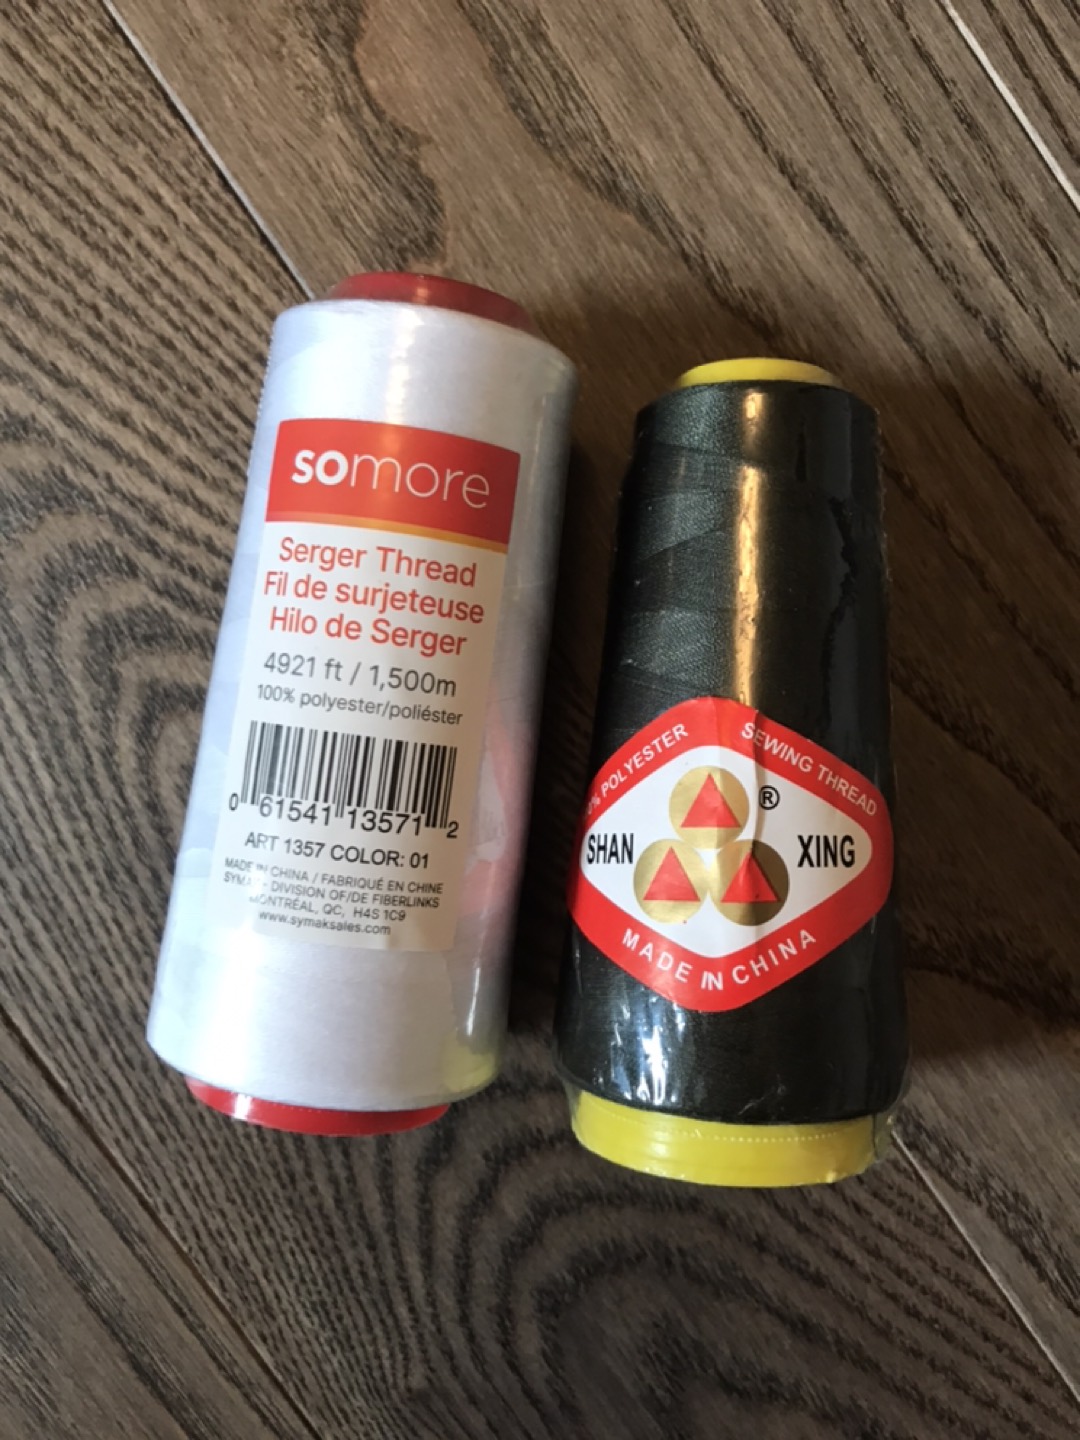 somore
Serger Thread
Fil de surjeteuse
Hilo de Serger
4921 ft / 1,500m
100% polyester/poliéster
0 61541 13571 2
ART 1357 COLOR: 01
MADE IN CHINA / FABRIQUÉ EN CHINE
DIVISION OF/DE FIBERLINKS
MONTRÉAL, QC, H4S 1C9
www.symaksales.com
POLYESTER SEWING THREAD
®
SHAN XING
MADE IN CHINA